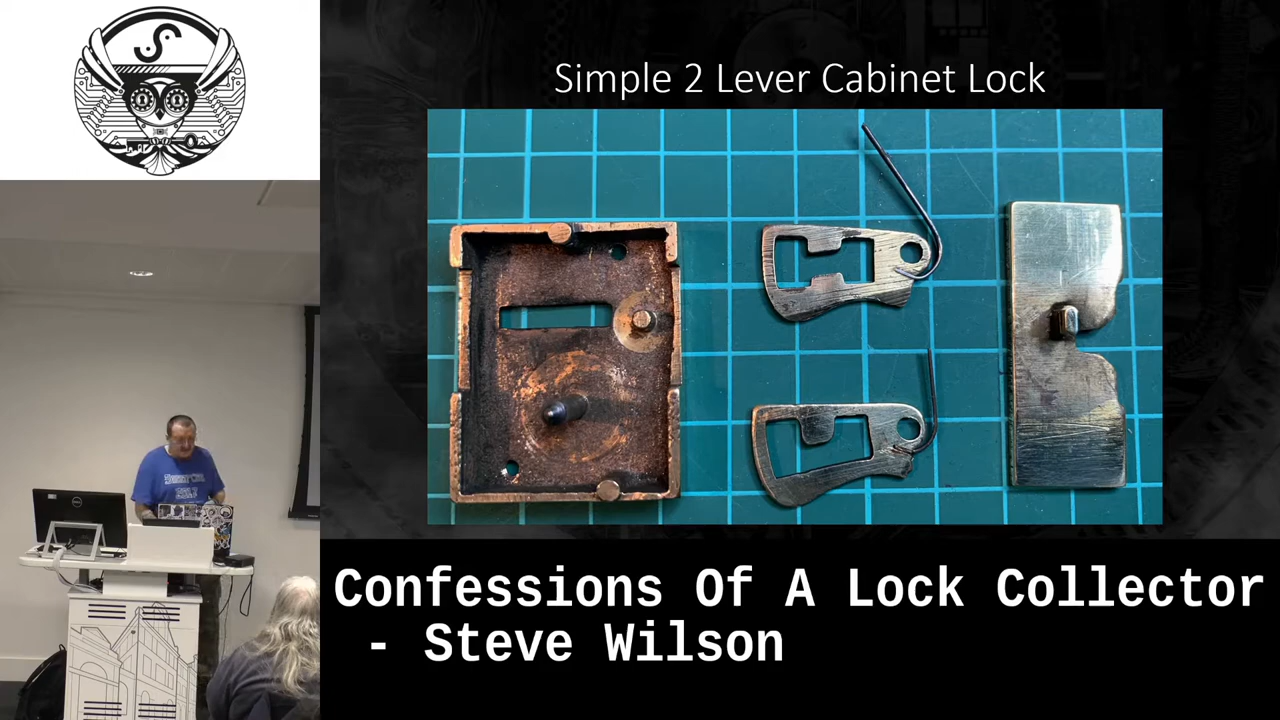 Simple 2 Lever Cabinet Lock
Confessions Of A Lock Collector
- Steve Wilson